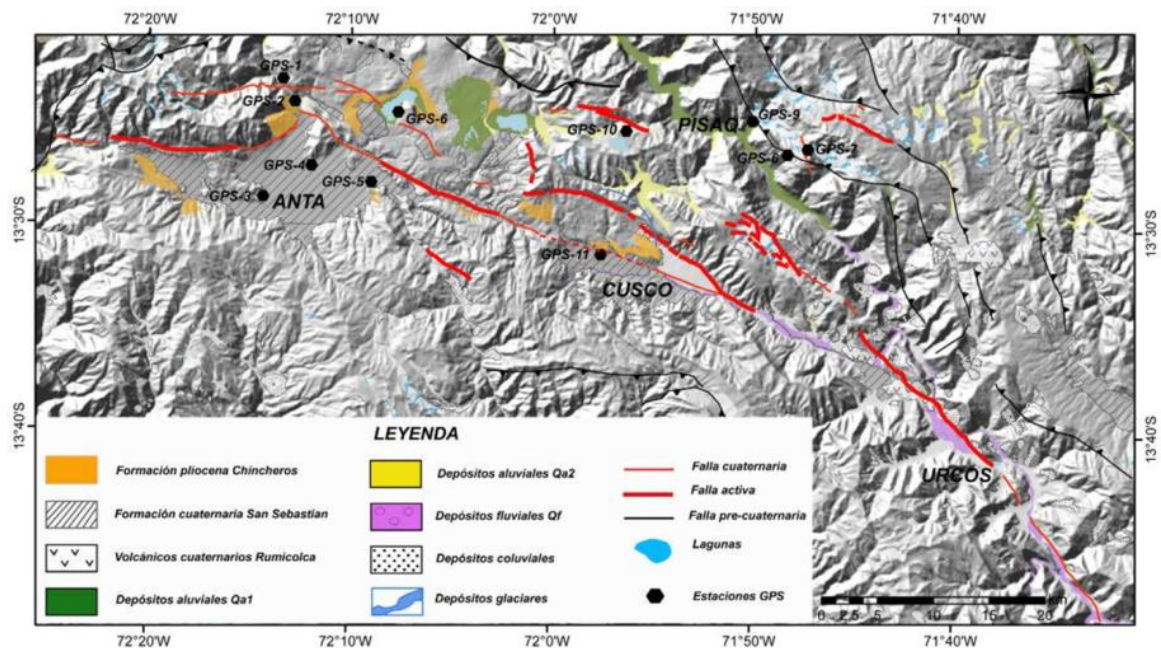 72°20'W 72°10'W 72°0'W 71°50'W 71°40'W
GPS-1
GPS-2
GPS-6
GPS-10
PISAQ
GPS-9
N
GPS-6
GPS-7
GPS-4
GPS-5
GPS-3
ANTA
13°30'S
13°30'S
GPS-11
CUSCO
13°40'S
13°40'S
URCOS
LEYENDA
Formación pliocena Chincheros
Formación cuaternaria San Sebastian
Volcánicos cuaternarios Rumicolca
Depósitos aluviales Qa1
Depósitos aluviales Qa2
Depósitos fluviales Qf
Depósitos coluviales
Depósitos glaciares
Falla cuaternaria
Falla activa
Falla pre-cuaternaria
Lagunas
Estaciones GPS
Km
0 2.5 5 10 15 20
72°20'W 72°10'W 72°0'W 71°50'W 71°40'W